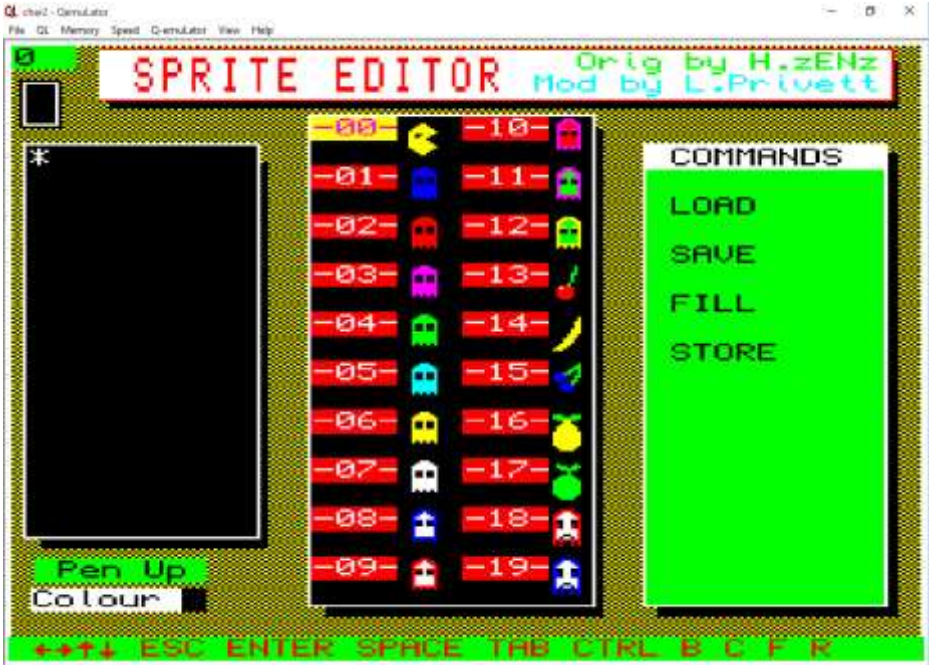 chei2 - QemuLator
File QL Memory Speed Q-emuLator View Help
0
SPRITE EDITOR
Orig by H.zENz
Mod by L.Privett
*
-00- -10-
-01- -11-
-02- -12-
-03- -13-
-04- -14-
-05- -15-
-06- -16-
-07- -17-
-08- -18-
-09- -19-
COMMANDS
LOAD
SAVE
FILL
STORE
Pen Up
Colour
←→↑↓ ESC ENTER SPACE TAB CTRL B C F R